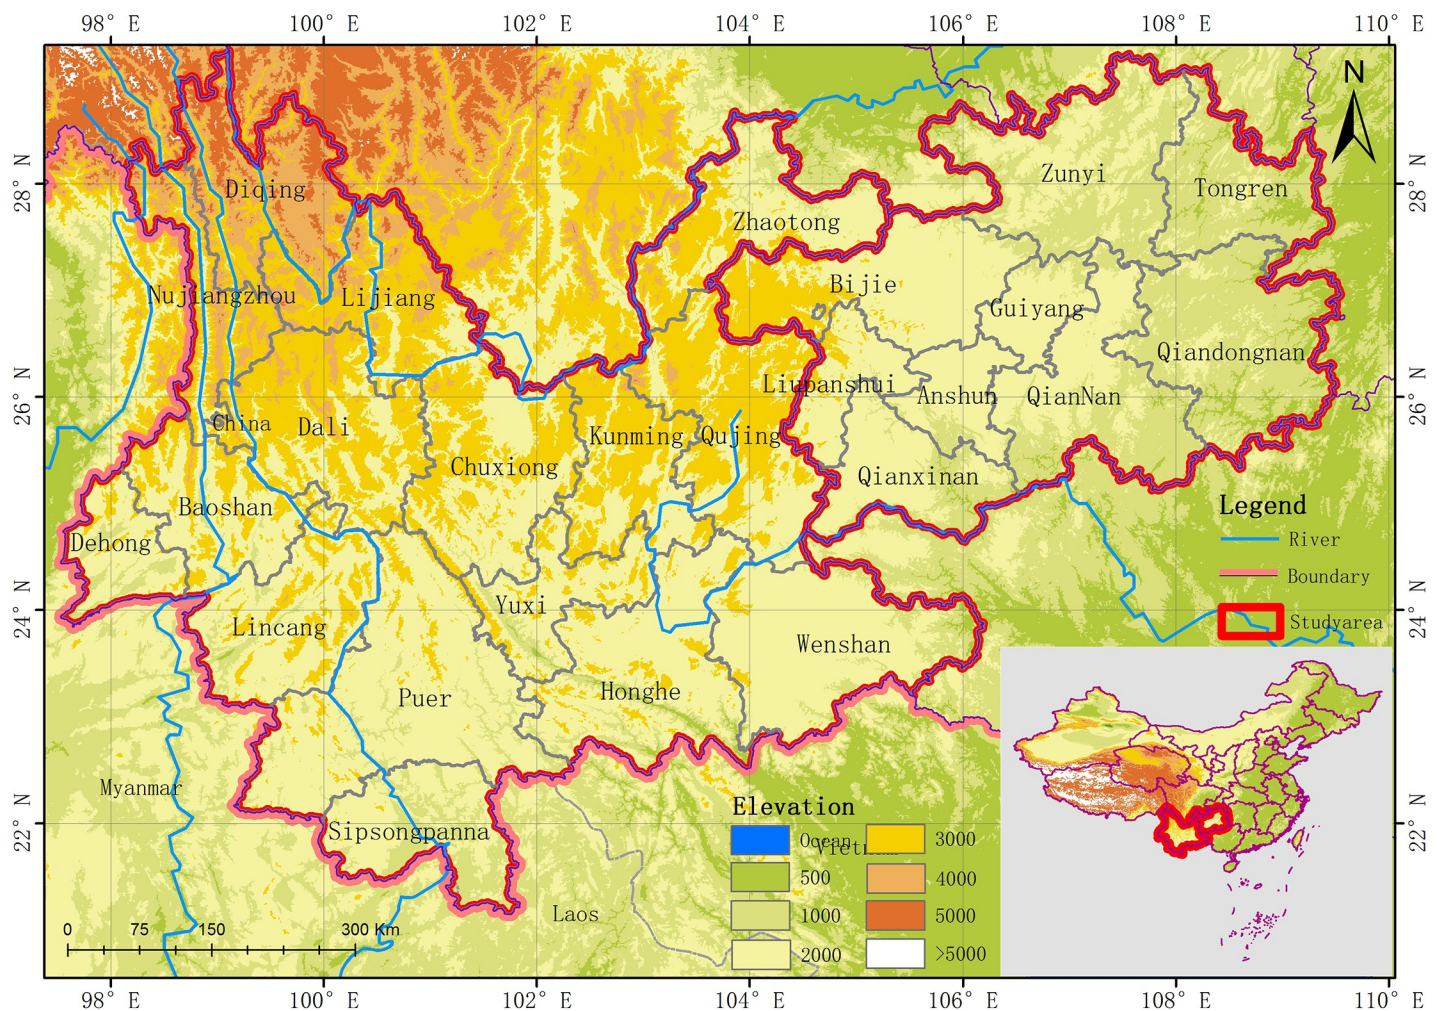 98° E 100° E 102° E 104° E 106° E 108° E 110° E
N
28° N
28° N
Zunyi
Tongren
Diqing
Zhaotong
Bijie
Nujiangzhou
Lijiang
Guiyang
Qiandongnan
26° N
26° N
Liupanshui
Anshun
QianNan
China
Dali
Kunming
Qujing
Chuxiong
Qianxinan
Baoshan
Dehong
Legend
River
Boundary
Studyarea
24° N
24° N
Yuxi
Lincang
Wenshan
Puer
Honghe
Myanmar
22° N
22° N
Sipsongpanna
Elevation
Ocean
Vietnam
3000
500
4000
1000
5000
2000
>5000
Laos
0 75 150 300 Km
98° E 100° E 102° E 104° E 106° E 108° E 110° E